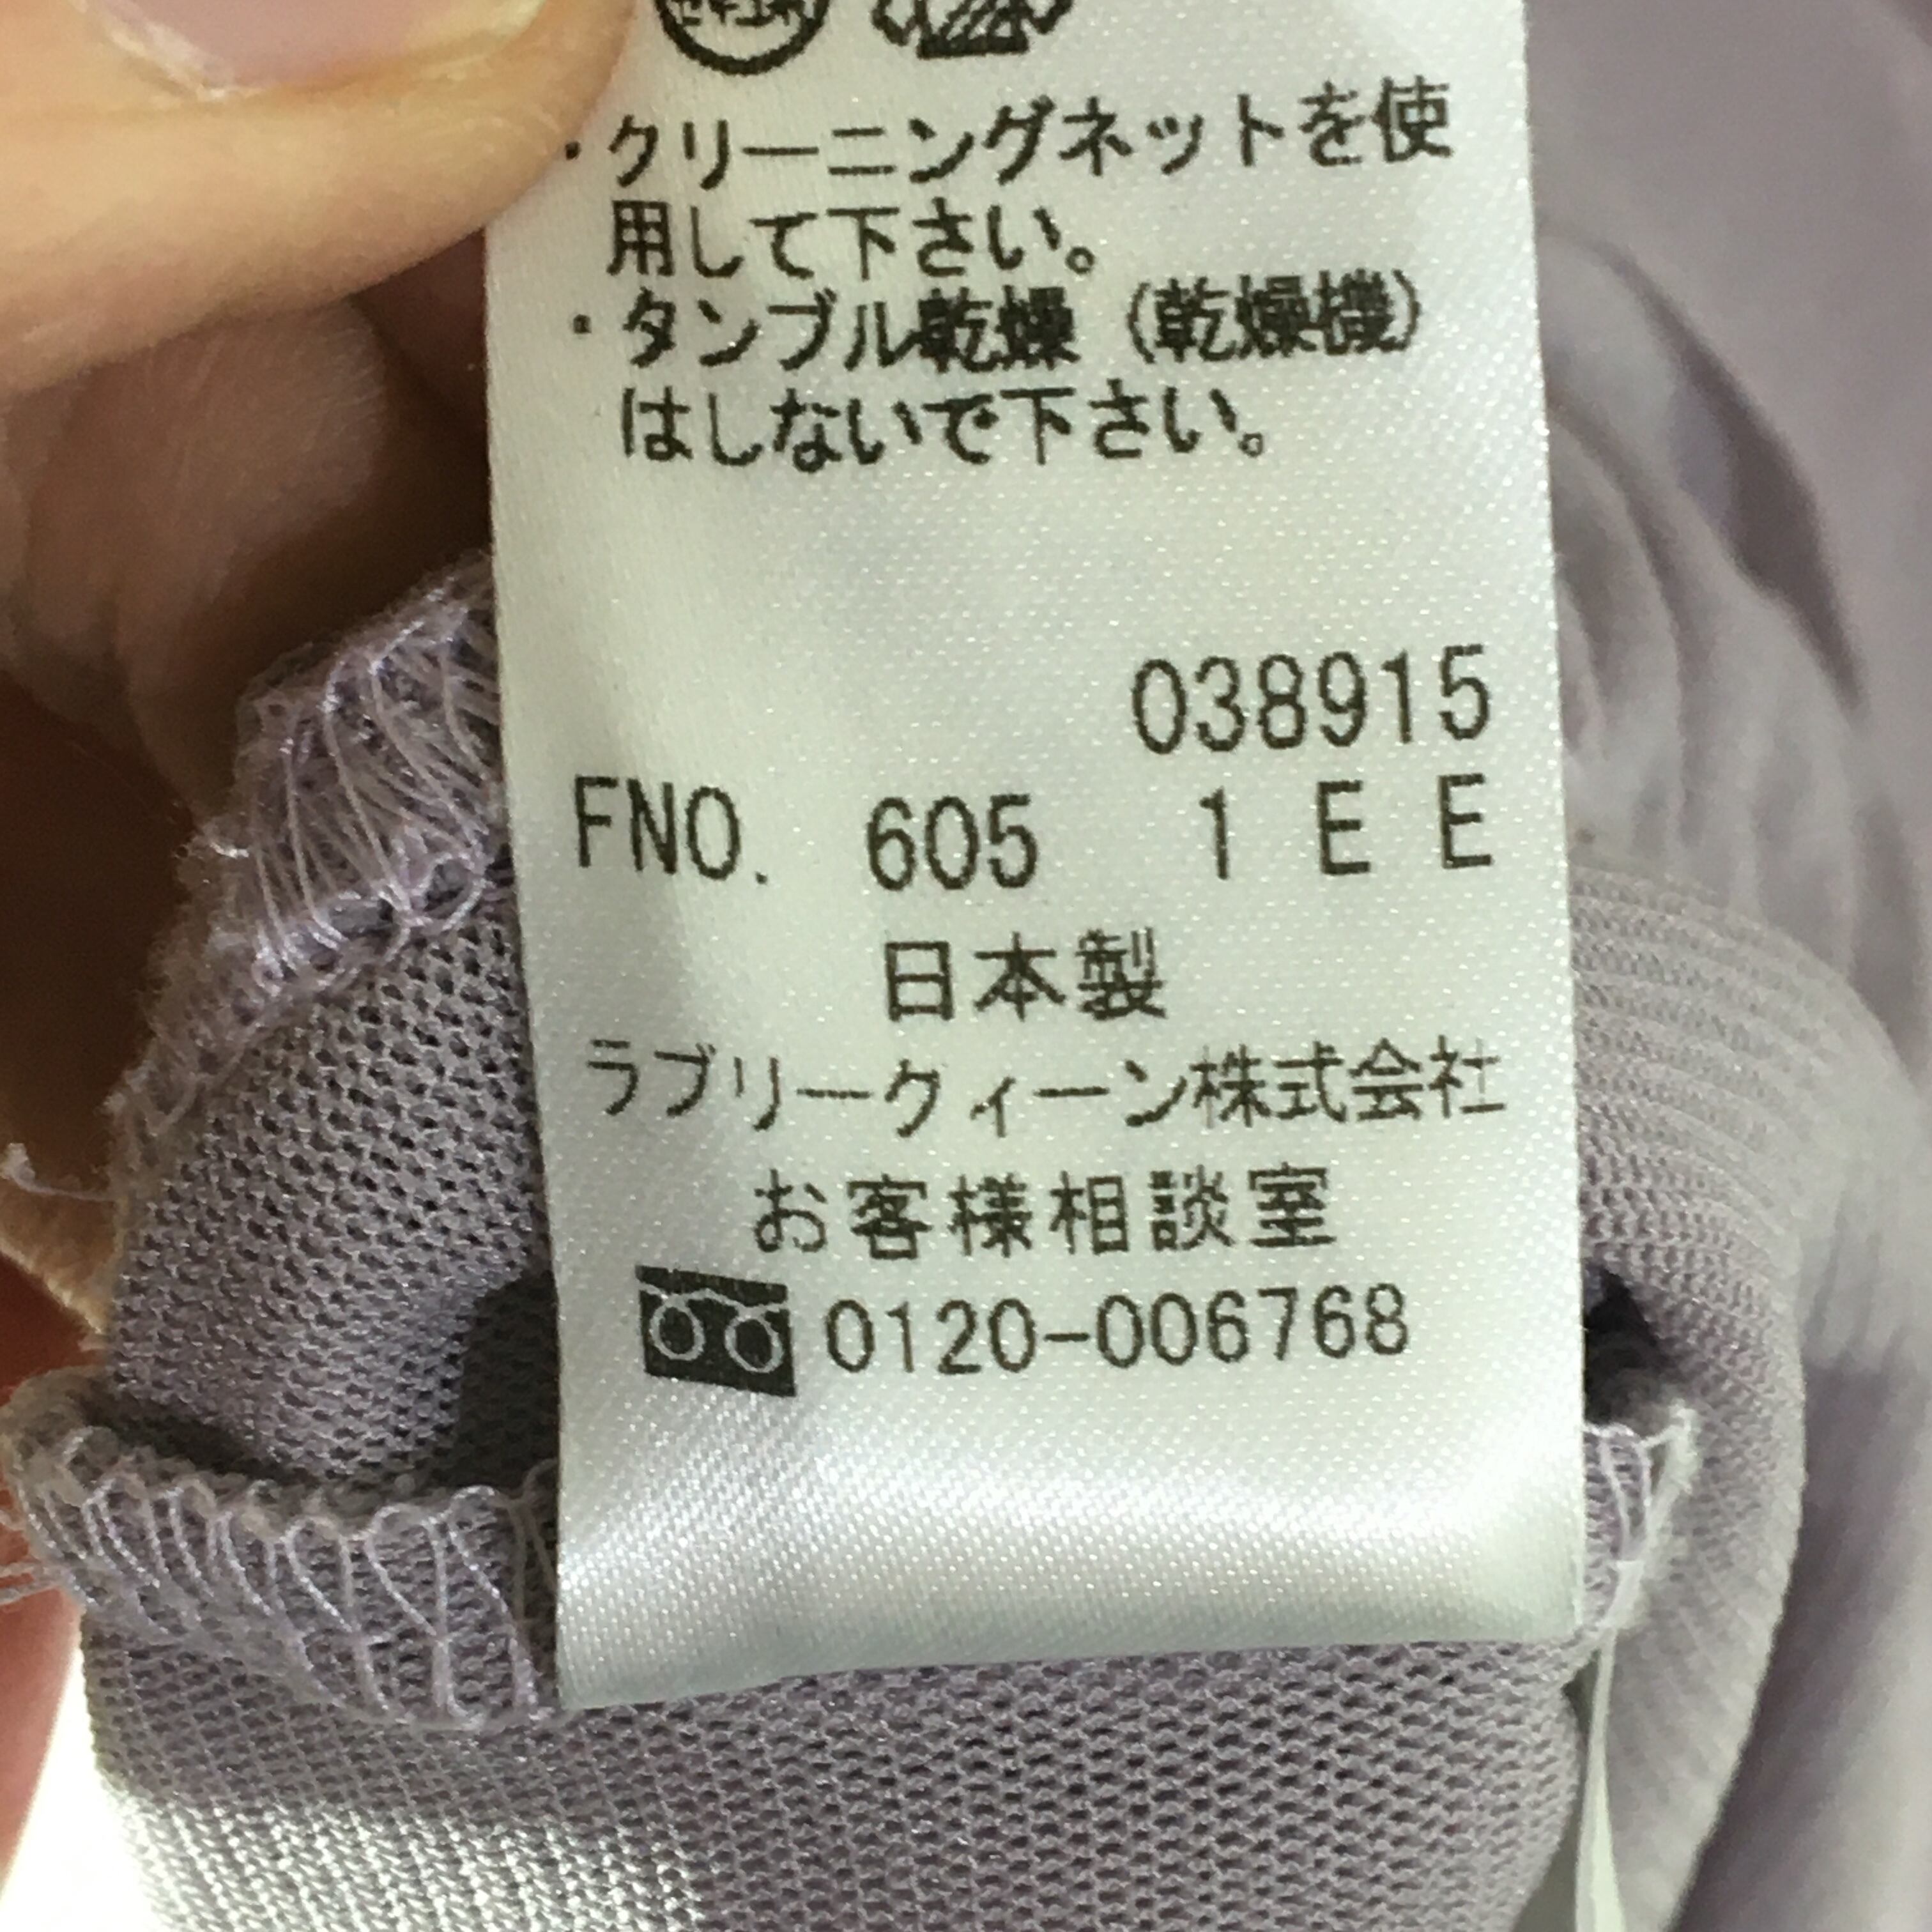 ・クリーニングネットを使
用して下さい。
・タンブル乾燥（乾燥機）
はしないで下さい。
038915
FNO. 605 1 E E
日本製
ラブリークィーン株式会社
お客様相談室
0120-006768